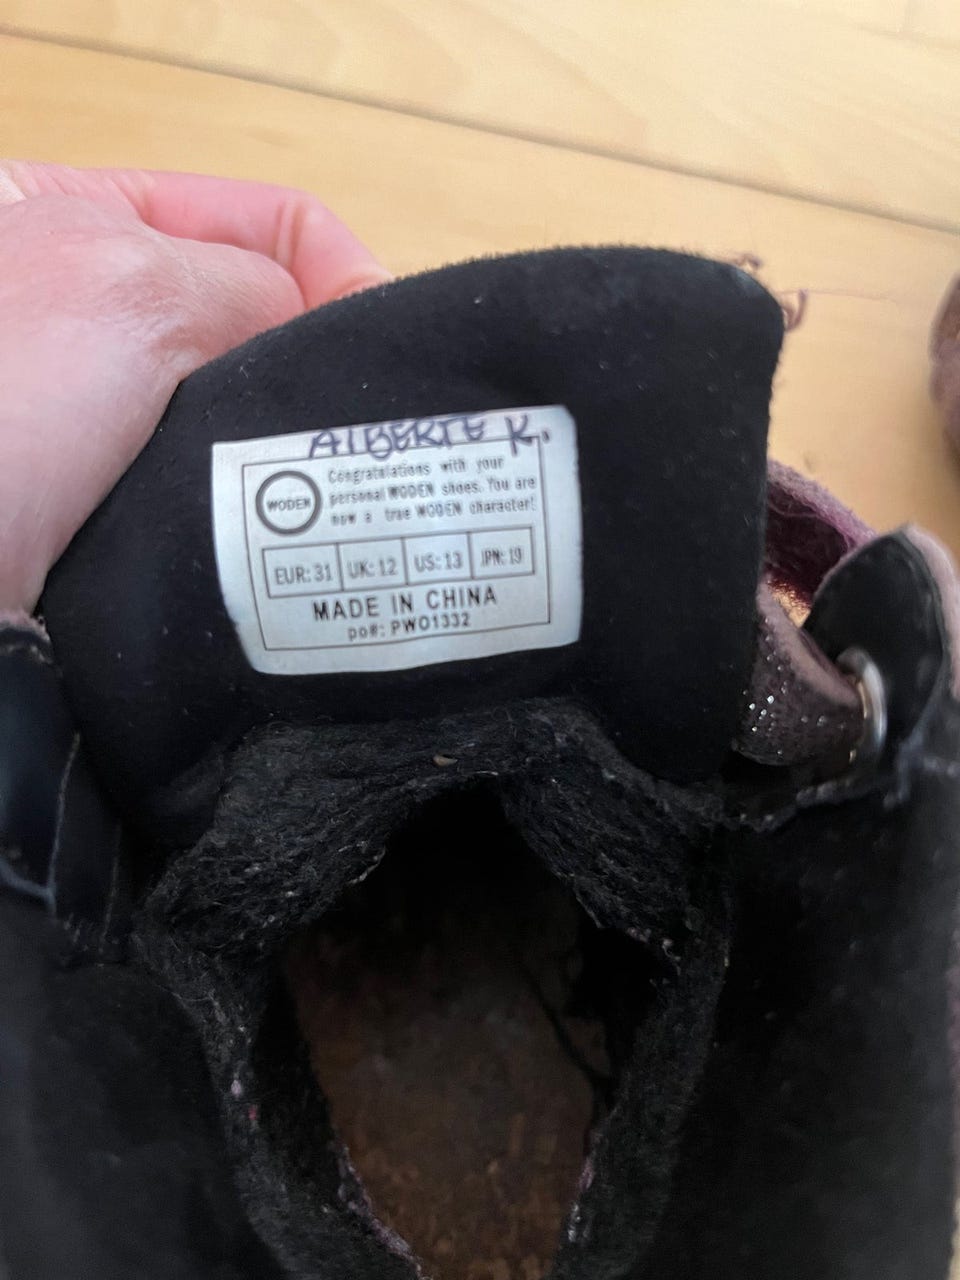 ALBERTE K.
WODEN
Congratulations with your
personal WODEN shoes. You are
now a true WODEN character!
EUR: 31 UK: 12 US: 13 JPN: 19
MADE IN CHINA
po#: PWO1332